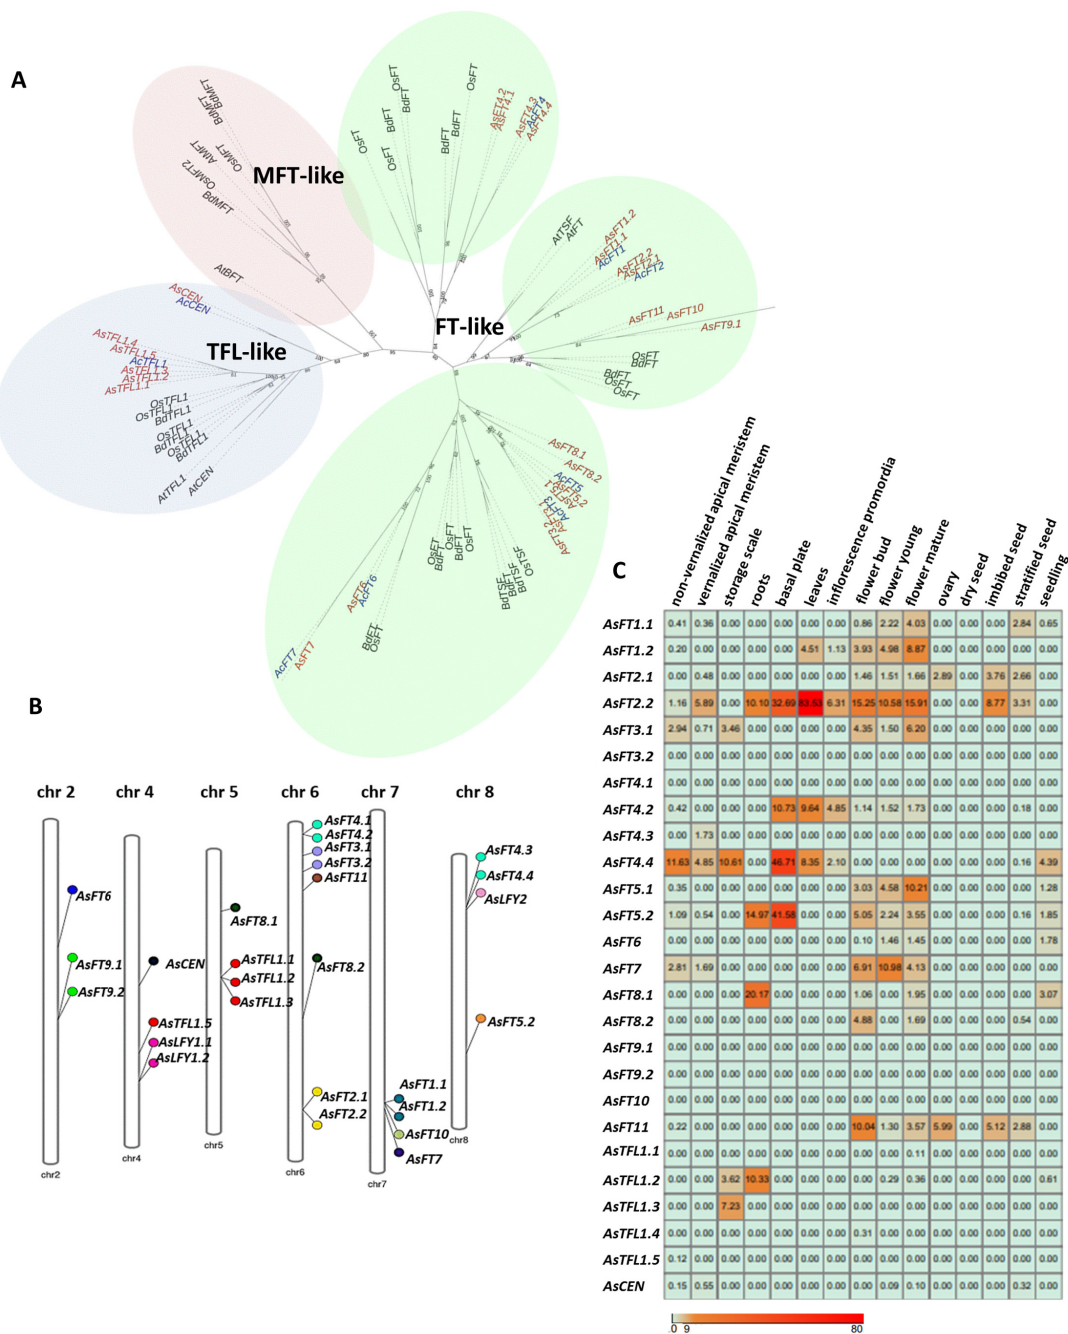 A
MFT-like
FT-like
TFL-like
BdMFT
BdMFT
OsMFT
AtMFT
OsMFT2
BdMFT
AtBFT
OsFT
OsFT
BdFT
BdFT
OsFT
OsFT
BdFT
BdFT
AsFT4.2
AsFT4.1
AsFT4.3
AcFT4
AsFT4.4
AtTSF
AtFT
AsFT1.2
AsFT1.1
AcFT1
AsFT2.2
AsFT2.1
AcFT2
AsFT11
AsFT10
AsFT9.1
OsFT
BdFT
BdFT
OsFT
OsFT
AsCEN
AcCEN
AsTFL1.4
AsTFL1.5
AcTFL1
AsTFL1.3
AsTFL1.2
AsTFL1.1
OsTFL1
OsTFL1
BdTFL1
OsTFL1
BdTFL1
OsTFL1
BdTFL1
AtTFL1
AtCEN
AsFT8.1
AsFT8.2
AcFT5
AsFT5.2
AsFT5.1
AcFT3
AsFT3.1
AsFT3.2
OsFT
BdFT
OsFT
BdFT
OsFT
BdTSF
BdFT
BdTSF
OsTSF
AsFT6
AcFT6
BdFT
OsFT
AcFT7
AsFT7
B
chr 2
chr 4
chr 5
chr 6
chr 7
chr 8
AsFT6
AsFT9.1
AsFT9.2
chr2
AsCEN
AsTFL1.5
AsLFY1.1
AsLFY1.2
chr4
AsFT8.1
AsTFL1.1
AsTFL1.2
AsTFL1.3
chr5
AsFT4.1
AsFT4.2
AsFT3.1
AsFT3.2
AsFT11
AsFT8.2
AsFT2.1
AsFT2.2
chr6
AsFT1.1
AsFT1.2
AsFT10
AsFT7
chr7
AsFT4.3
AsFT4.4
AsLFY2
AsFT5.2
chr8
C
non-vernalized apical meristem
vernalized apical meristem
storage scale
roots
basal plate
leaves
inflorescence promordia
flower bud
flower young
flower mature
ovary
dry seed
imbibed seed
stratified seed
seedling
AsFT1.1 0.41 0.36 0.00 0.00 0.00 0.00 0.00 0.86 2.22 4.03 0.00 0.00 0.00 2.84 0.65
AsFT1.2 0.20 0.00 0.00 0.00 0.00 4.51 1.13 3.93 4.98 8.87 0.00 0.00 0.00 0.00 0.00
AsFT2.1 0.00 0.48 0.00 0.00 0.00 0.00 0.00 1.46 1.51 1.66 2.89 0.00 3.76 2.66 0.00
AsFT2.2 1.16 5.89 0.00 10.10 32.69 83.53 6.31 15.25 10.58 15.91 0.00 0.00 8.77 3.31 0.00
AsFT3.1 2.94 0.71 3.46 0.00 0.00 0.00 0.00 4.35 1.50 6.20 0.00 0.00 0.00 0.00 0.00
AsFT3.2 0.00 0.00 0.00 0.00 0.00 0.00 0.00 0.00 0.00 0.00 0.00 0.00 0.00 0.00 0.00
AsFT4.1 0.00 0.00 0.00 0.00 0.00 0.00 0.00 0.00 0.00 0.00 0.00 0.00 0.00 0.00 0.00
AsFT4.2 0.42 0.00 0.00 0.00 10.73 9.64 4.85 1.14 1.52 1.73 0.00 0.00 0.00 0.18 0.00
AsFT4.3 0.00 1.73 0.00 0.00 0.00 0.00 0.00 0.00 0.00 0.00 0.00 0.00 0.00 0.00 0.00
AsFT4.4 11.63 4.85 10.61 0.00 46.71 8.35 2.10 0.00 0.00 0.00 0.00 0.00 0.00 0.16 4.39
AsFT5.1 0.35 0.00 0.00 0.00 0.00 0.00 0.00 3.03 4.58 10.21 0.00 0.00 0.00 0.00 1.28
AsFT5.2 1.09 0.54 0.00 14.97 41.58 0.00 0.00 5.05 2.24 3.55 0.00 0.00 0.00 0.16 1.85
AsFT6 0.00 0.00 0.00 0.00 0.00 0.00 0.00 0.10 1.46 1.45 0.00 0.00 0.00 0.00 1.78
AsFT7 2.81 1.69 0.00 0.00 0.00 0.00 0.00 6.91 10.98 4.13 0.00 0.00 0.00 0.00 0.00
AsFT8.1 0.00 0.00 0.00 20.17 0.00 0.00 0.00 1.06 0.00 1.95 0.00 0.00 0.00 0.00 3.07
AsFT8.2 0.00 0.00 0.00 0.00 0.00 0.00 0.00 4.88 0.00 1.69 0.00 0.00 0.00 0.54 0.00
AsFT9.1 0.00 0.00 0.00 0.00 0.00 0.00 0.00 0.00 0.00 0.00 0.00 0.00 0.00 0.00 0.00
AsFT9.2 0.00 0.00 0.00 0.00 0.00 0.00 0.00 0.00 0.00 0.00 0.00 0.00 0.00 0.00 0.00
AsFT10 0.00 0.00 0.00 0.00 0.00 0.00 0.00 0.00 0.00 0.00 0.00 0.00 0.00 0.00 0.00
AsFT11 0.22 0.00 0.00 0.00 0.00 0.00 0.00 10.04 1.30 3.57 5.99 0.00 5.12 2.88 0.00
AsTFL1.1 0.00 0.00 0.00 0.00 0.00 0.00 0.00 0.00 0.00 0.11 0.00 0.00 0.00 0.00 0.00
AsTFL1.2 0.00 0.00 3.62 10.33 0.00 0.00 0.00 0.00 0.29 0.36 0.00 0.00 0.00 0.00 0.61
AsTFL1.3 0.00 0.00 7.23 0.00 0.00 0.00 0.00 0.00 0.00 0.00 0.00 0.00 0.00 0.00 0.00
AsTFL1.4 0.00 0.00 0.00 0.00 0.00 0.00 0.00 0.31 0.00 0.00 0.00 0.00 0.00 0.00 0.00
AsTFL1.5 0.12 0.00 0.00 0.00 0.00 0.00 0.00 0.00 0.00 0.00 0.00 0.00 0.00 0.00 0.00
AsCEN 0.15 0.55 0.00 0.00 0.00 0.00 0.00 0.00 0.09 0.10 0.00 0.00 0.00 0.32 0.00
.0 9 80